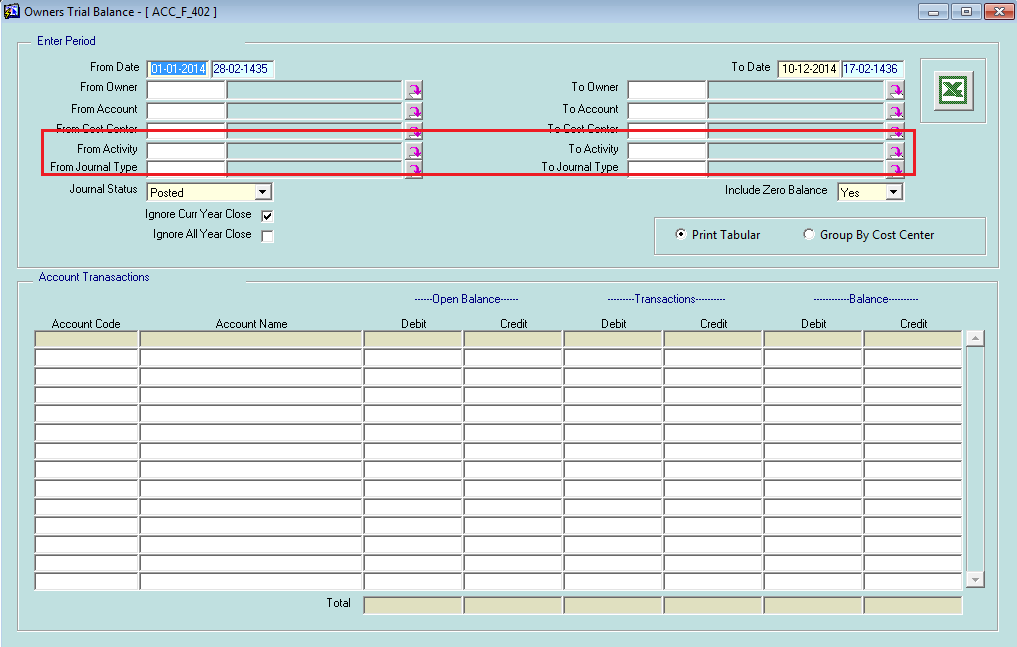 Owners Trial Balance - [ ACC_F_402 ]
Enter Period
From Date 01-01-2014 28-02-1435 To Date 10-12-2014 17-02-1436
From Owner To Owner
From Account To Account
From Cost Center To Cost Center
From Activity To Activity
From Journal Type To Journal Type
Journal Status Posted Include Zero Balance Yes
Ignore Curr Year Close
Ignore All Year Close
Print Tabular Group By Cost Center
Account Tranasactions
------Open Balance------ ---------Transactions---------- ------------Balance----------
Account Code Account Name Debit Credit Debit Credit Debit Credit
Total